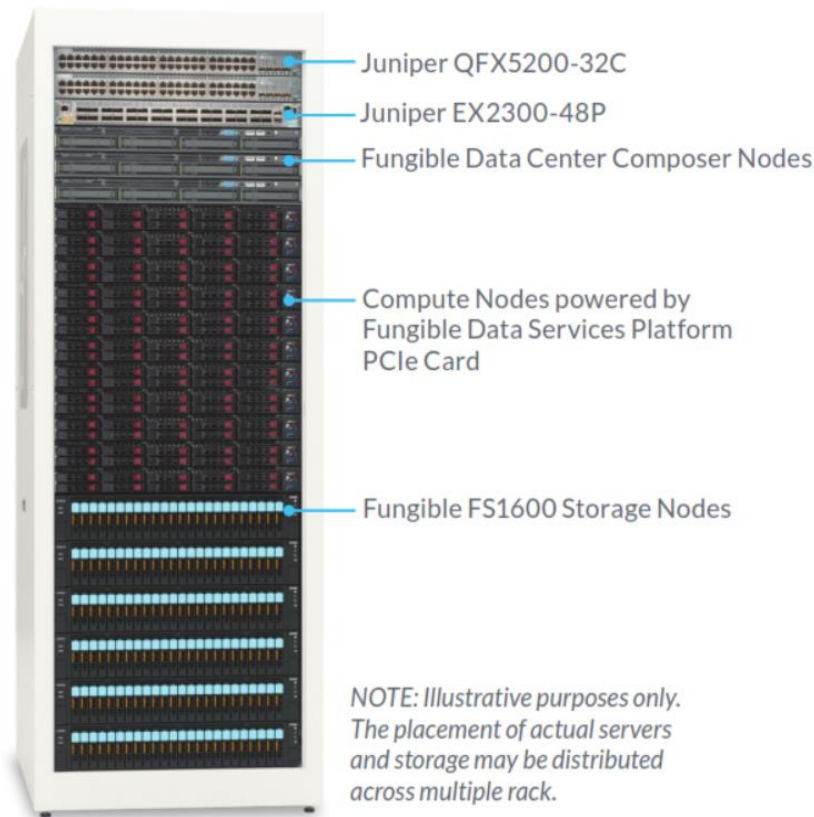 Juniper QFX5200-32C
Juniper EX2300-48P
Fungible Data Center Composer Nodes
Compute Nodes powered by
Fungible Data Services Platform
PCIe Card
Fungible FS1600 Storage Nodes
NOTE: Illustrative purposes only.
The placement of actual servers
and storage may be distributed
across multiple rack.